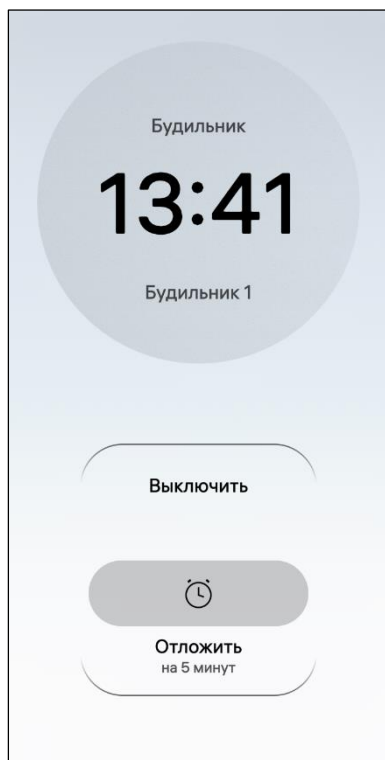 Будильник
13:41
Будильник 1
Выключить
Отложить
на 5 минут